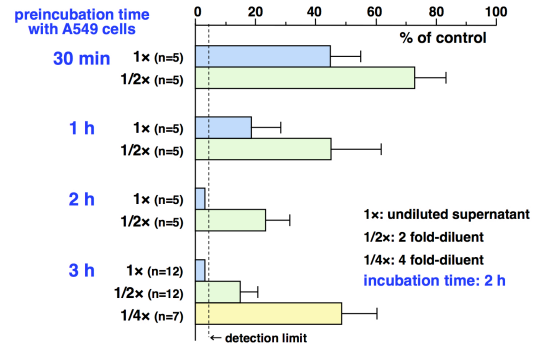 preincubation time
with A549 cells
0 20 40 60 80 100
% of control
30 min
1× (n=5)
1/2× (n=5)
1 h
1× (n=5)
1/2× (n=5)
2 h
1× (n=5)
1/2× (n=5)
1×: undiluted supernatant
1/2×: 2 fold-diluent
1/4×: 4 fold-diluent
incubation time: 2 h
3 h
1× (n=12)
1/2× (n=12)
1/4× (n=7)
← detection limit